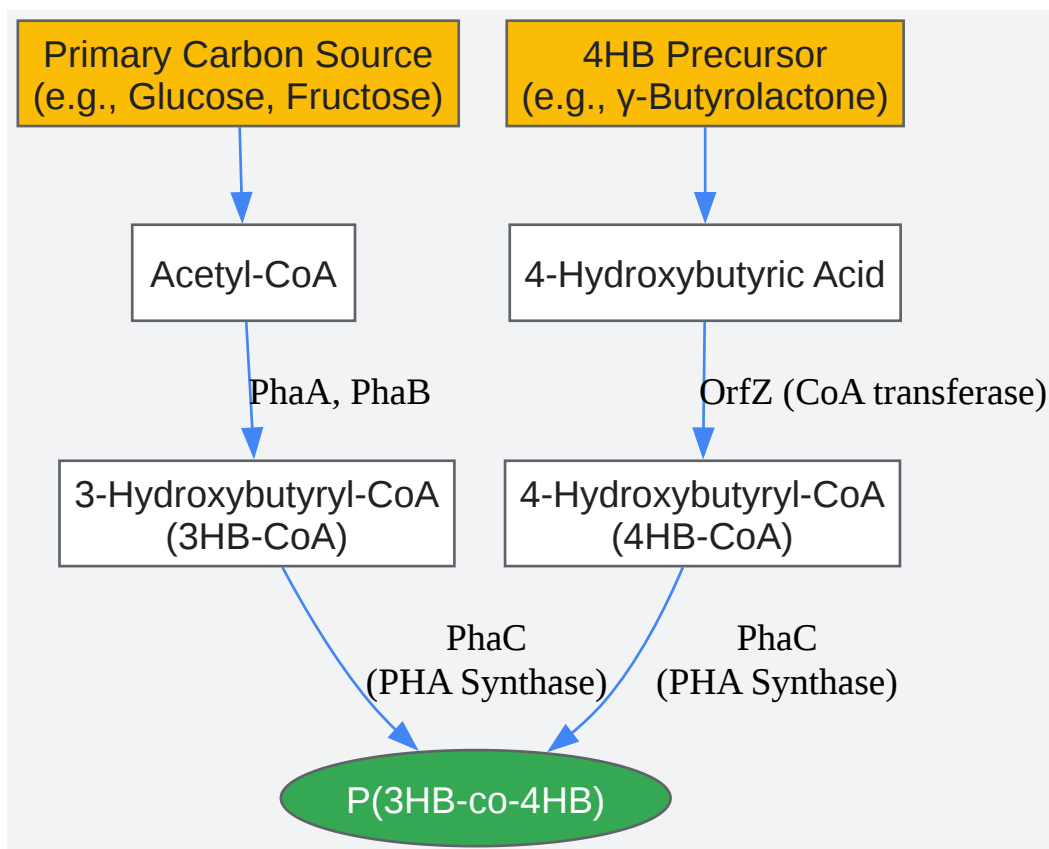 Primary Carbon Source
(e.g., Glucose, Fructose)
4HB Precursor
(e.g., γ-Butyrolactone)
Acetyl-CoA
4-Hydroxybutyric Acid
PhaA, PhaB
OrfZ (CoA transferase)
3-Hydroxybutyryl-CoA
(3HB-CoA)
4-Hydroxybutyryl-CoA
(4HB-CoA)
PhaC
(PHA Synthase)
PhaC
(PHA Synthase)
P(3HB-co-4HB)